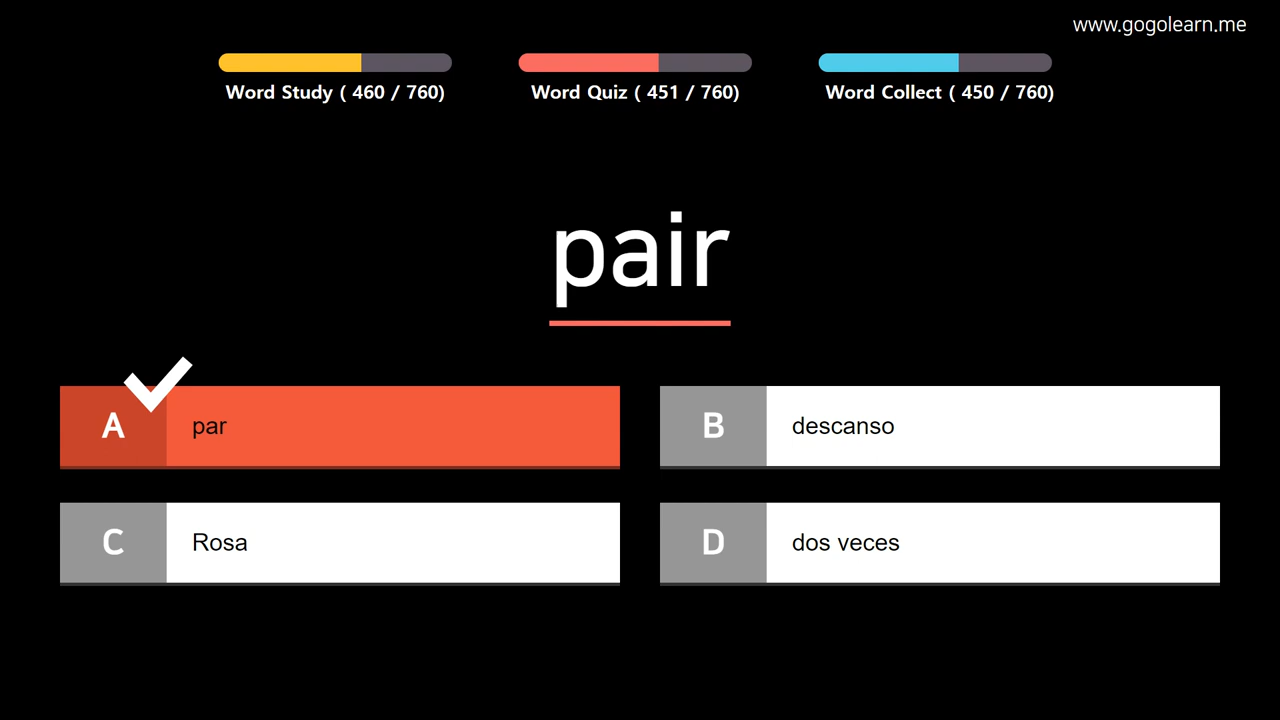 www.gogolearn.me
Word Study ( 460 / 760)
Word Quiz ( 451 / 760)
Word Collect ( 450 / 760)
pair
A par
B descanso
C Rosa
D dos veces